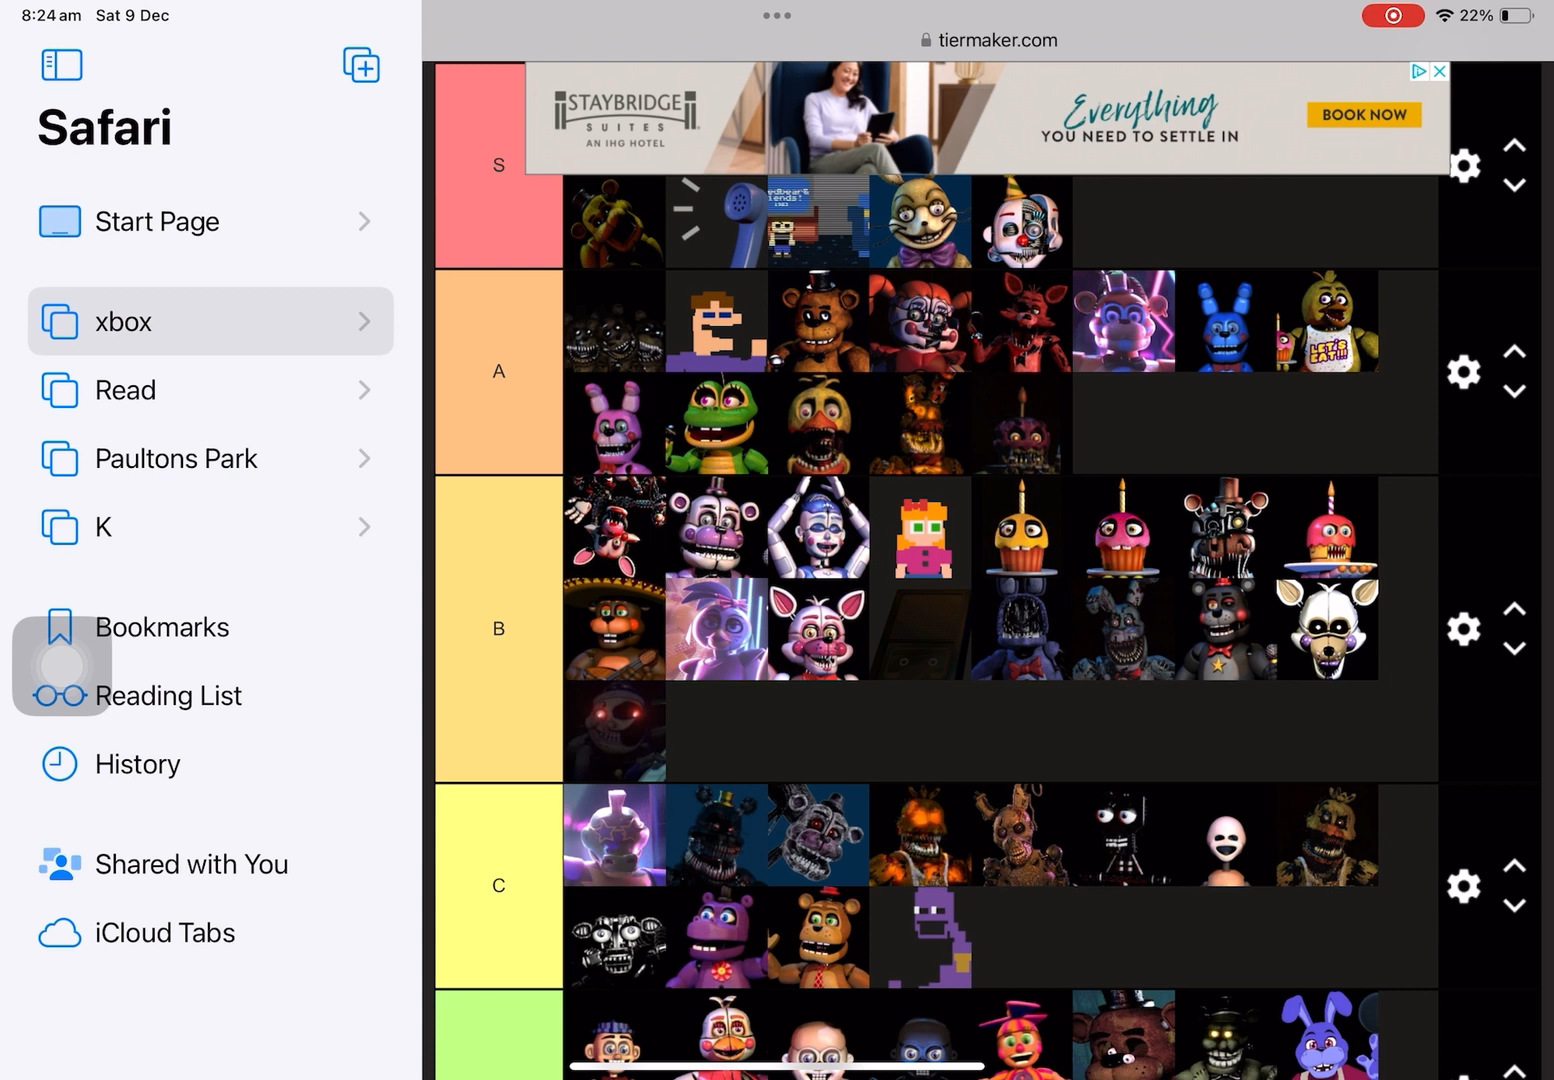 8:24 am Sat 9 Dec
22%
tiermaker.com
Safari
Start Page
xbox
Read
Paultons Park
K
Bookmarks
Reading List
History
Shared with You
iCloud Tabs
STAYBRIDGE
SUITES
AN IHG HOTEL
Everything
YOU NEED TO SETTLE IN
BOOK NOW
S
1983
A
LET'S
EAT!!!
B
C